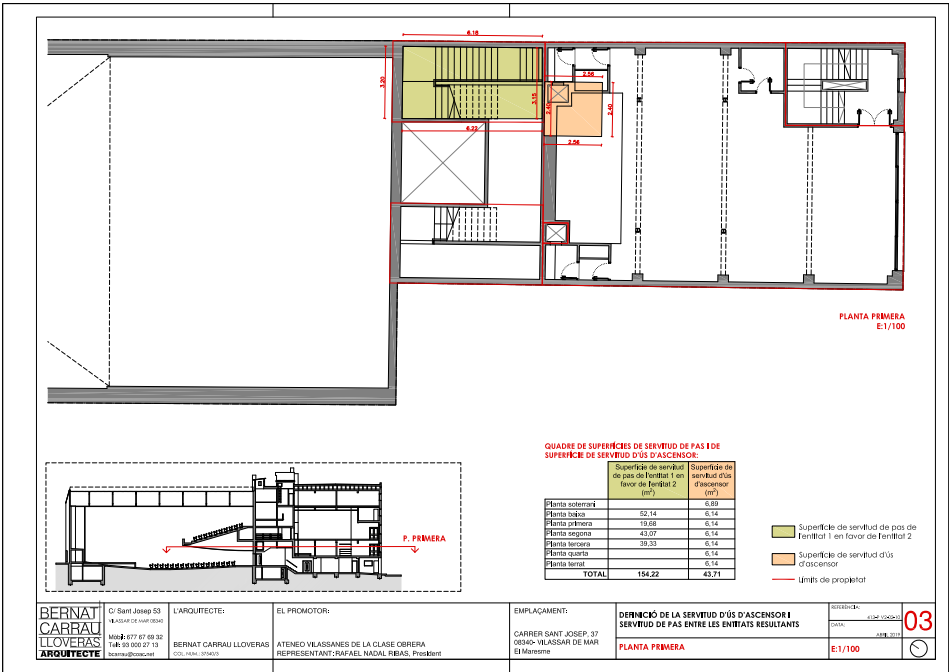 6.18
3.20
3.15
2.56
2.40
2.40
6.22
2.56
PLANTA PRIMERA
E:1/100
QUADRE DE SUPERFÍCIES DE SERVITUD DE PAS I DE
SUPERFÍCIE DE SERVITUD D'ÚS D'ASCENSOR:
Superfície de servitud de pas de l'entitat 1 en favor de l'entitat 2 (m²)
Superfície de servitud d'ús d'ascensor (m²)
Planta soterrani 6,89
Planta baixa 52,14 6,14
Planta primera 19,68 6,14
Planta segona 43,07 6,14
Planta tercera 39,33 6,14
Planta quarta 6,14
Planta terrat 6,14
TOTAL 154,22 43,71
Superfície de servitud de pas de
l'entitat 1 en favor de l'entitat 2
Superfície de servitud d'ús
d'ascensor
Límits de propietat
P. PRIMERA
BERNAT
CARRAU
LLOVERAS
ARQUITECTE
C/ Sant Josep 53
VILASSAR DE MAR 08340
Mòbil: 677 67 69 32
Telf: 93 000 27 13
bcarrau@coac.net
L'ARQUITECTE:
BERNAT CARRAU LLOVERAS
EL PROMOTOR:
ATENEO VILASSANES DE LA CLASE OBRERA
REPRESENTANT: RAFAEL NADAL RIBAS, President
EMPLAÇAMENT:
CARRER SANT JOSEP, 37
08340- VILASSAR DE MAR
El Maresme
DEFINICIÓ DE LA SERVITUD D'ÚS D'ASCENSOR I
SERVITUD DE PAS ENTRE LES ENTITATS RESULTANTS
PLANTA PRIMERA
REFERÈNCIA:
DATA:
ABRIL 2019
E:1/100
03